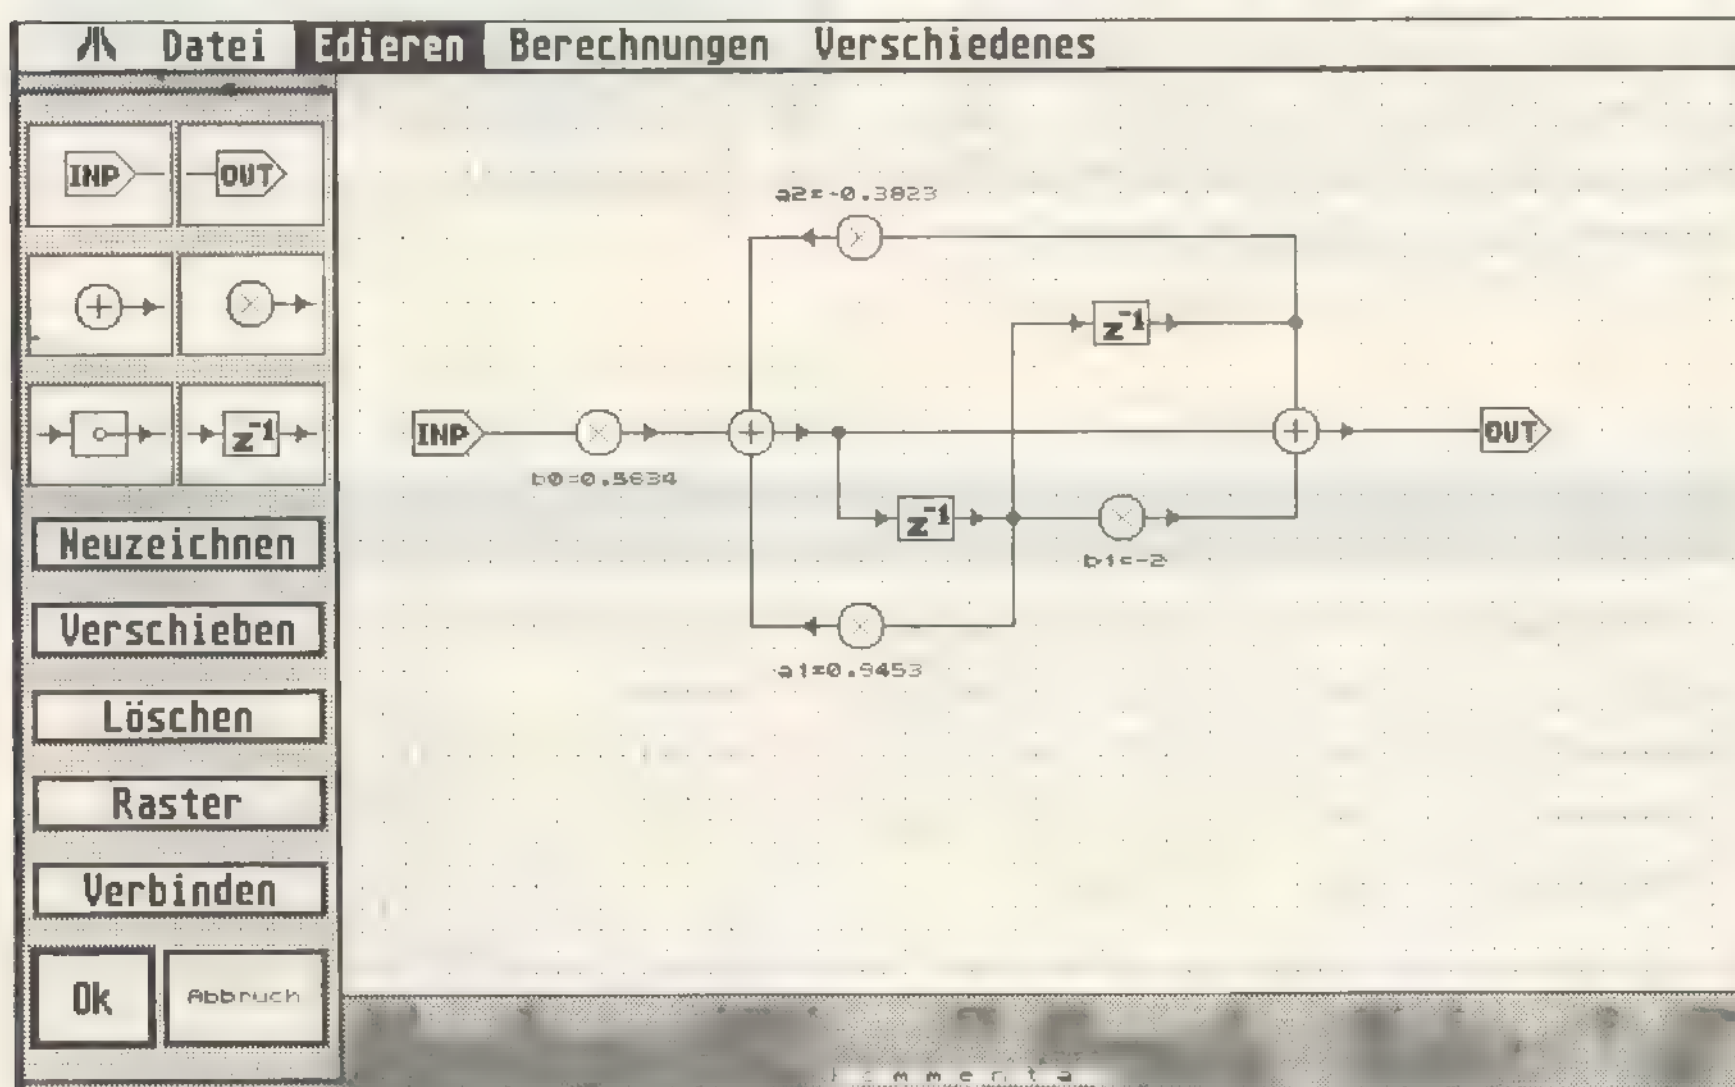 Datei Edieren Berechnungen Verschiedenes
INP OUT
z⁻¹
Neuzeichnen
Verschieben
Löschen
Raster
Verbinden
Ok Abbruch
a2=-0.3823
z⁻¹
INP OUT
b0=0.5634
z⁻¹
b1=-2
a1=0.9453